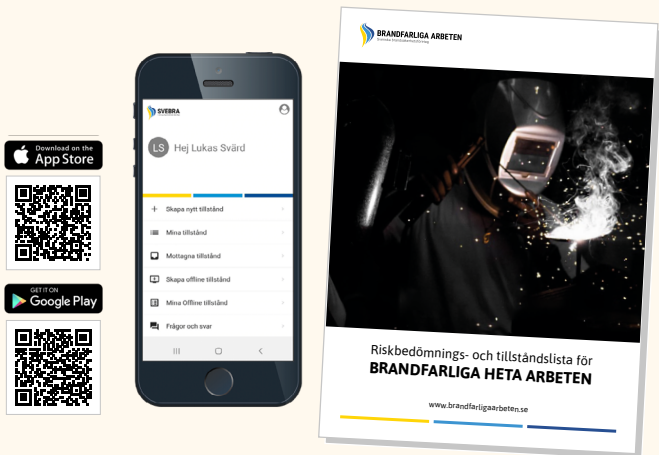 Download on the
App Store
GET IT ON
Google Play
SVEBRA
LS
Hej Lukas Svärd
Skapa nytt tillstånd
Mina tillstånd
Mottagna tillstånd
Skapa offline tillstånd
Mina Offline tillstånd
Frågor och svar
BRANDFARLIGA ARBETEN
Riskbedömnings- och tillståndslista för
BRANDFARLIGA HETA ARBETEN
www.brandfarligaarbeten.se